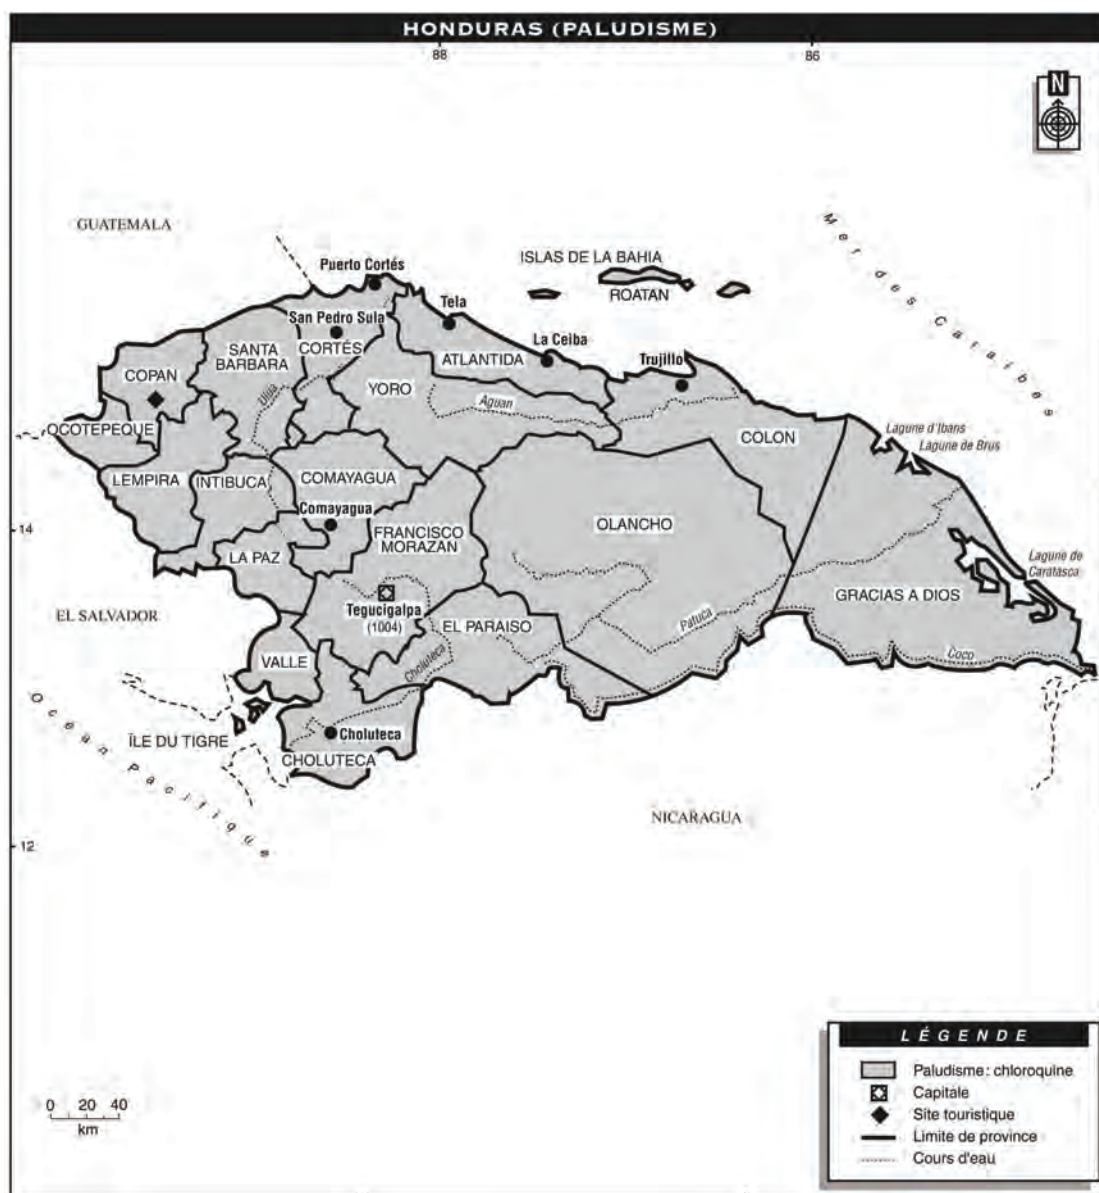 HONDURAS (PALUDISME)
88
86
N
GUATEMALA
Mer des Caraïbes
ISLAS DE LA BAHIA
ROATAN
Puerto Cortés
Tela
San Pedro Sula
CORTÉS
La Ceiba
ATLANTIDA
Trujillo
SANTA
BARBARA
COPAN
YORO
Ulúa
Aguan
OCOTEPEQUE
COLON
Lagune d'Ibans
Lagune de Brus
LEMPIRA
INTIBUCA
COMAYAGUA
Comayagua
14
FRANCISCO
MORAZAN
OLANCHO
LA PAZ
Lagune de
Caratasca
GRACIAS A DIOS
Tegucigalpa
(1004)
EL SALVADOR
EL PARAISO
Patuca
Choluteca
VALLE
Coco
Océan Pacifique
ÎLE DU TIGRE
Choluteca
CHOLUTECA
NICARAGUA
12
LÉGENDE
Paludisme : chloroquine
Capitale
Site touristique
Limite de province
Cours d'eau
0 20 40
km